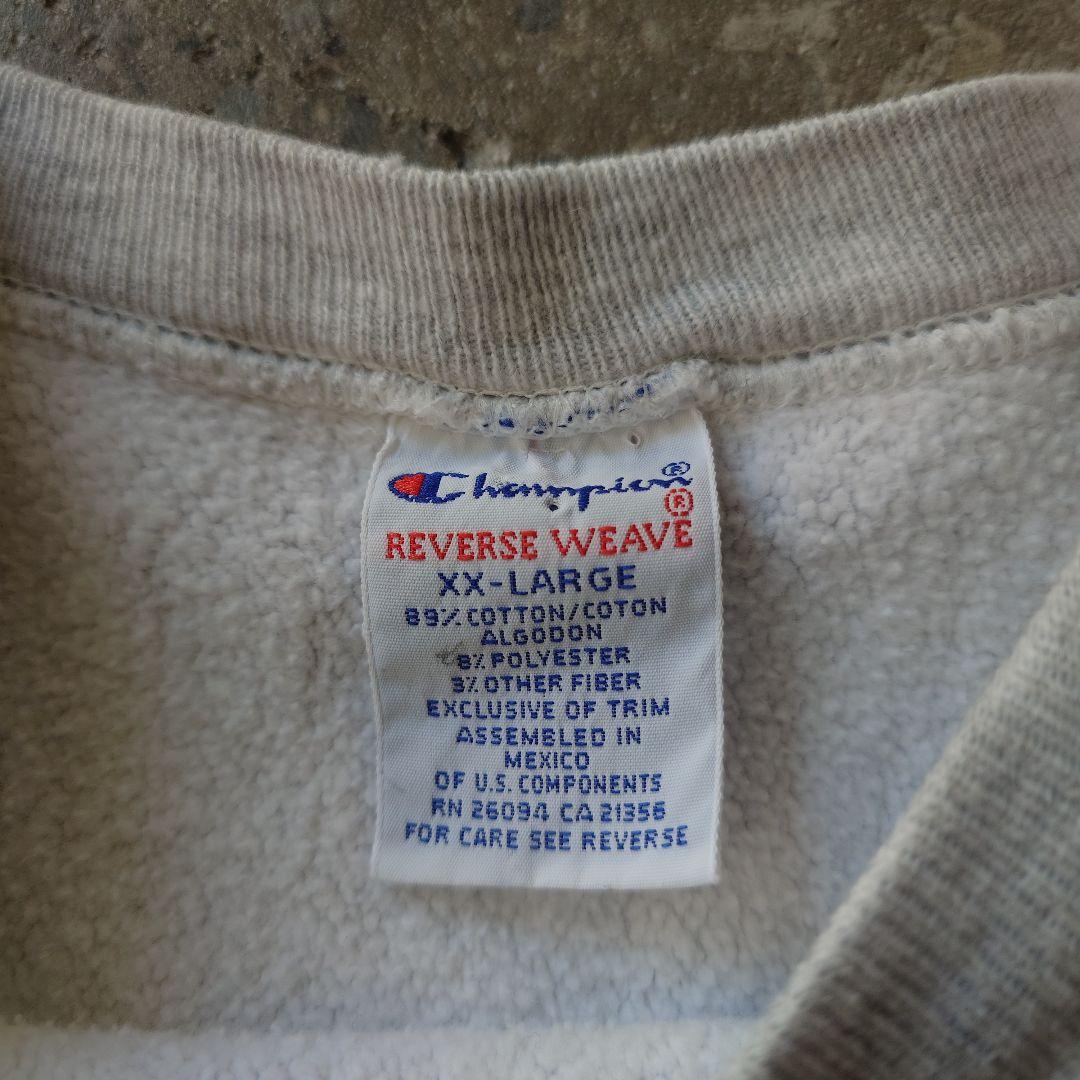 Champion®
®
REVERSE WEAVE
XX-LARGE
89% COTTON/COTON
ALGODON
8% POLYESTER
3% OTHER FIBER
EXCLUSIVE OF TRIM
ASSEMBLED IN
MEXICO
OF U.S. COMPONENTS
RN 26094 CA 21356
FOR CARE SEE REVERSE